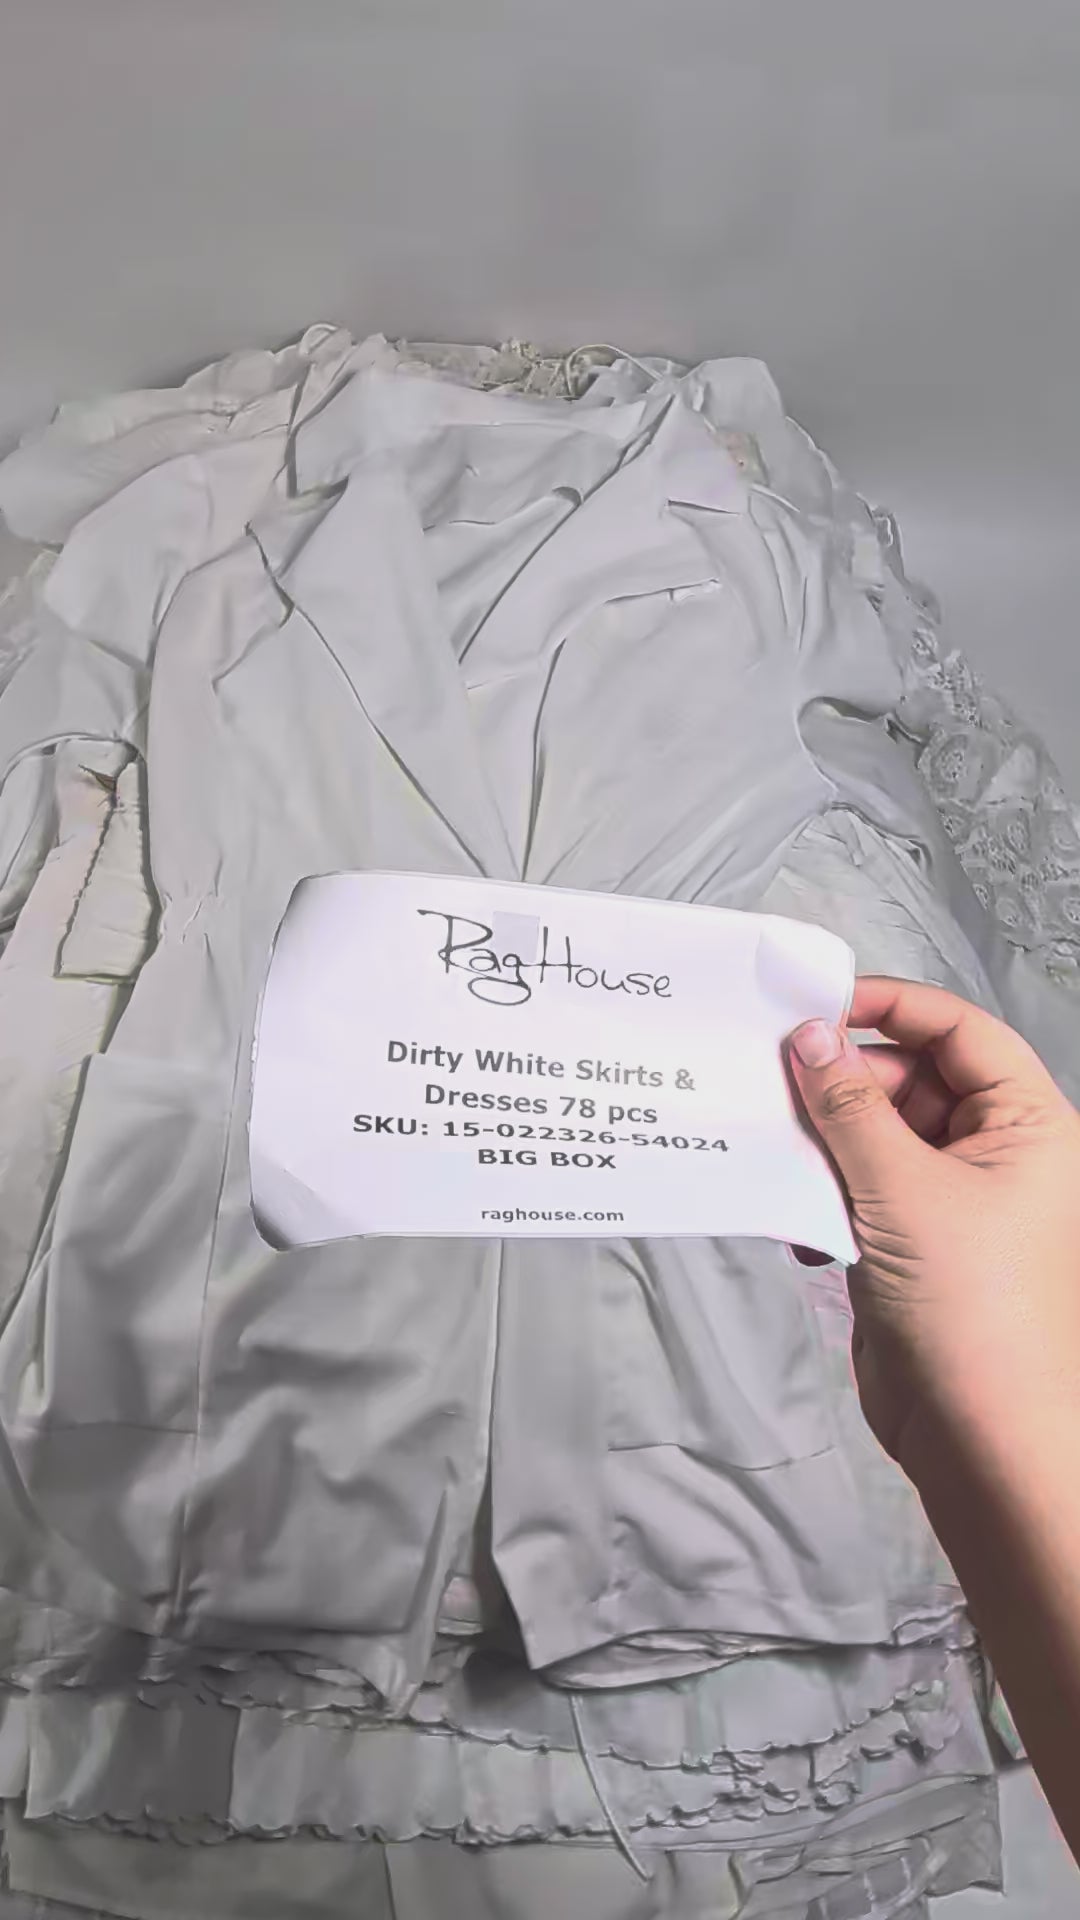 RagHouse
Dirty White Skirts &
Dresses 78 pcs
SKU: 15-022326-54024
BIG BOX
raghouse.com